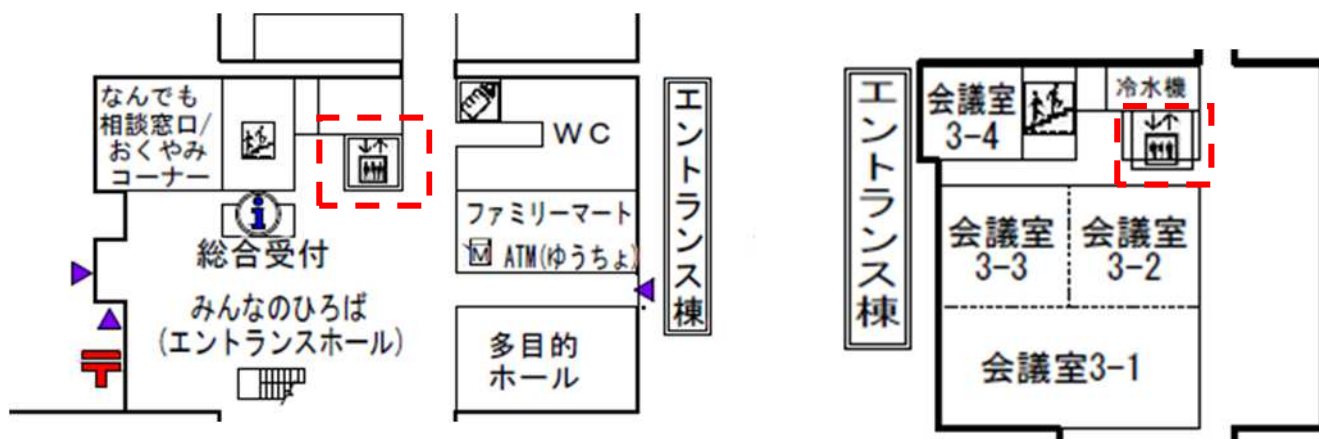 なんでも
相談窓口/
おくやみ
コーナー
総合受付
みんなのひろば
(エントランスホール)
WC
ファミリーマート
ATM(ゆうちょ)
多目的
ホール
エントランス棟
エントランス棟
会議室
3-4
冷水機
会議室
3-3
会議室
3-2
会議室3-1